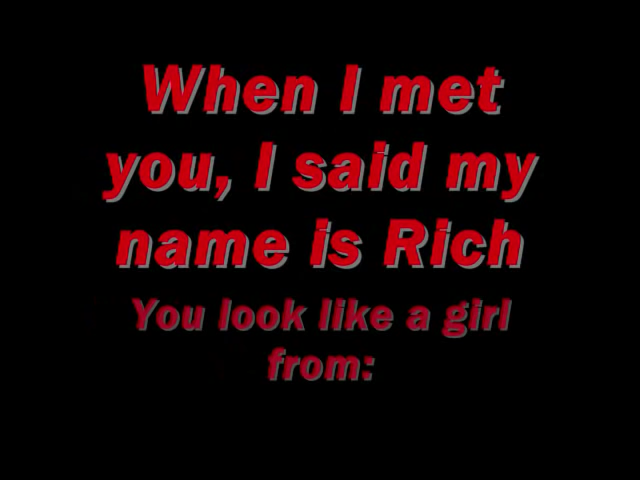 When I met
you, I said my
name is Rich
You look like a girl
from: